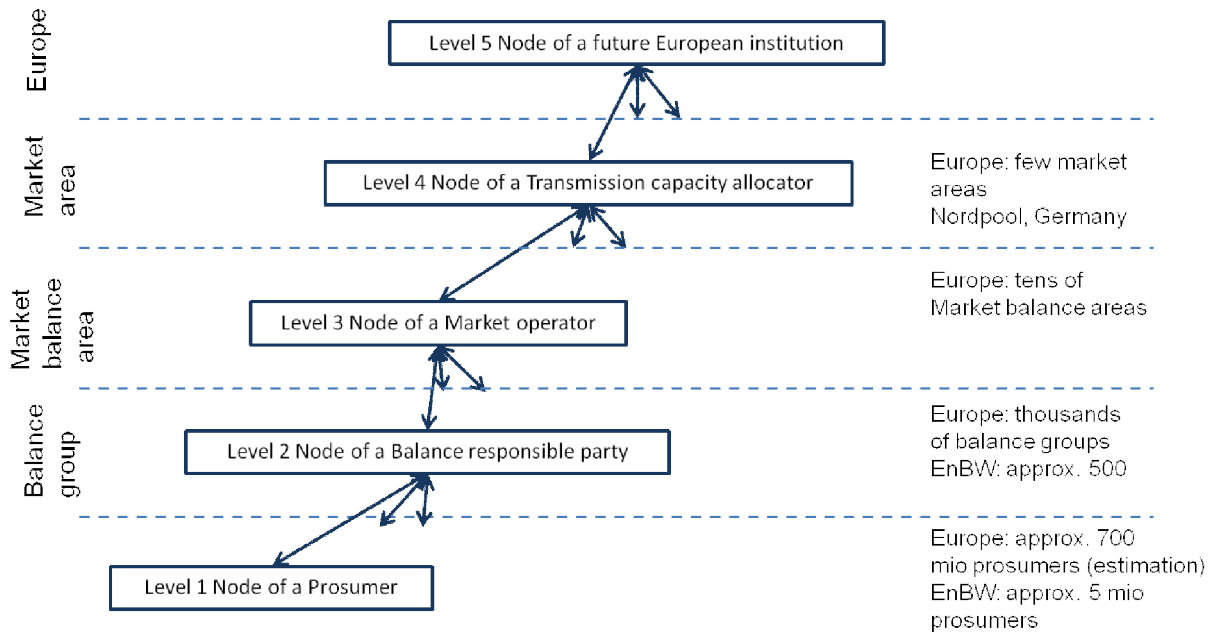 Europe
Level 5 Node of a future European institution
Market
area
Level 4 Node of a Transmission capacity allocator
Europe: few market
areas
Nordpool, Germany
Market
balance
area
Level 3 Node of a Market operator
Europe: tens of
Market balance areas
Balance
group
Level 2 Node of a Balance responsible party
Europe: thousands
of balance groups
EnBW: approx. 500
Level 1 Node of a Prosumer
Europe: approx. 700
mio prosumers (estimation)
EnBW: approx. 5 mio
prosumers